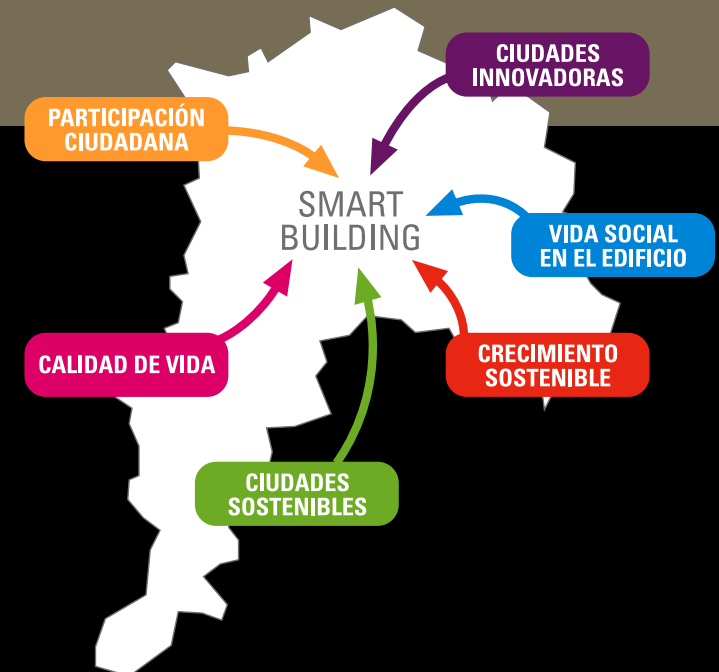 CIUDADES
INNOVADORAS
PARTICIPACIÓN
CIUDADANA
SMART
BUILDING
VIDA SOCIAL
EN EL EDIFICIO
CALIDAD DE VIDA
CRECIMIENTO
SOSTENIBLE
CIUDADES
SOSTENIBLES